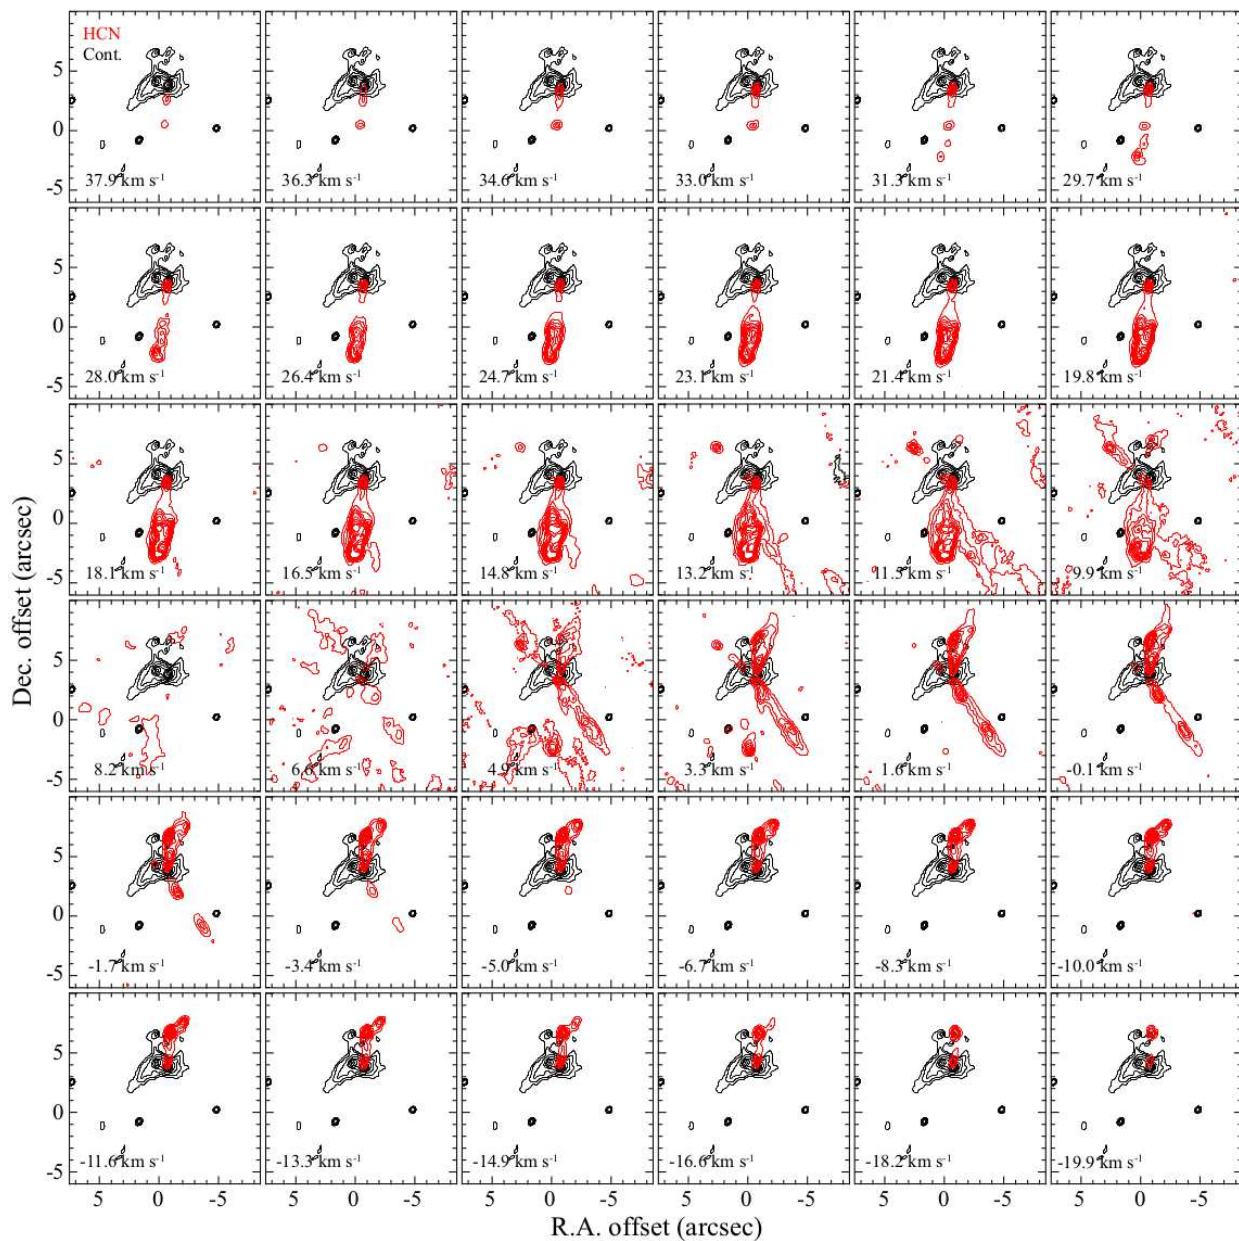 HCN
Cont.
37.9 km s⁻¹
36.3 km s⁻¹
34.6 km s⁻¹
33.0 km s⁻¹
31.3 km s⁻¹
29.7 km s⁻¹
5
0
-5
28.0 km s⁻¹
26.4 km s⁻¹
24.7 km s⁻¹
23.1 km s⁻¹
21.4 km s⁻¹
19.8 km s⁻¹
5
0
-5
18.1 km s⁻¹
16.5 km s⁻¹
14.8 km s⁻¹
13.2 km s⁻¹
11.5 km s⁻¹
9.9 km s⁻¹
5
0
-5
Dec. offset (arcsec)
8.2 km s⁻¹
6.6 km s⁻¹
4.9 km s⁻¹
3.3 km s⁻¹
1.6 km s⁻¹
-0.1 km s⁻¹
5
0
-5
-1.7 km s⁻¹
-3.4 km s⁻¹
-5.0 km s⁻¹
-6.7 km s⁻¹
-8.3 km s⁻¹
-10.0 km s⁻¹
5
0
-5
-11.6 km s⁻¹
-13.3 km s⁻¹
-14.9 km s⁻¹
-16.6 km s⁻¹
-18.2 km s⁻¹
-19.9 km s⁻¹
5
0
-5
5 0 -5 5 0 -5 5 0 -5 5 0 -5 5 0 -5 5 0 -5
R.A. offset (arcsec)